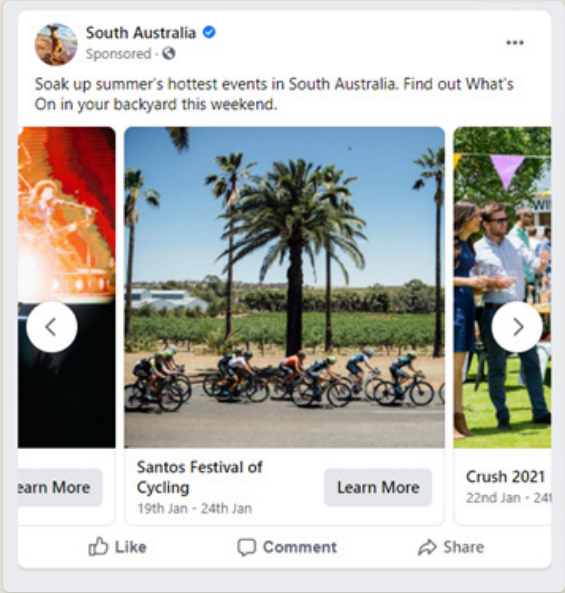 South Australia
Sponsored ·
Soak up summer's hottest events in South Australia. Find out What's
On in your backyard this weekend.
WI
earn More
Santos Festival of
Cycling
19th Jan - 24th Jan
Learn More
Crush 2021
22nd Jan - 24t
Like
Comment
Share